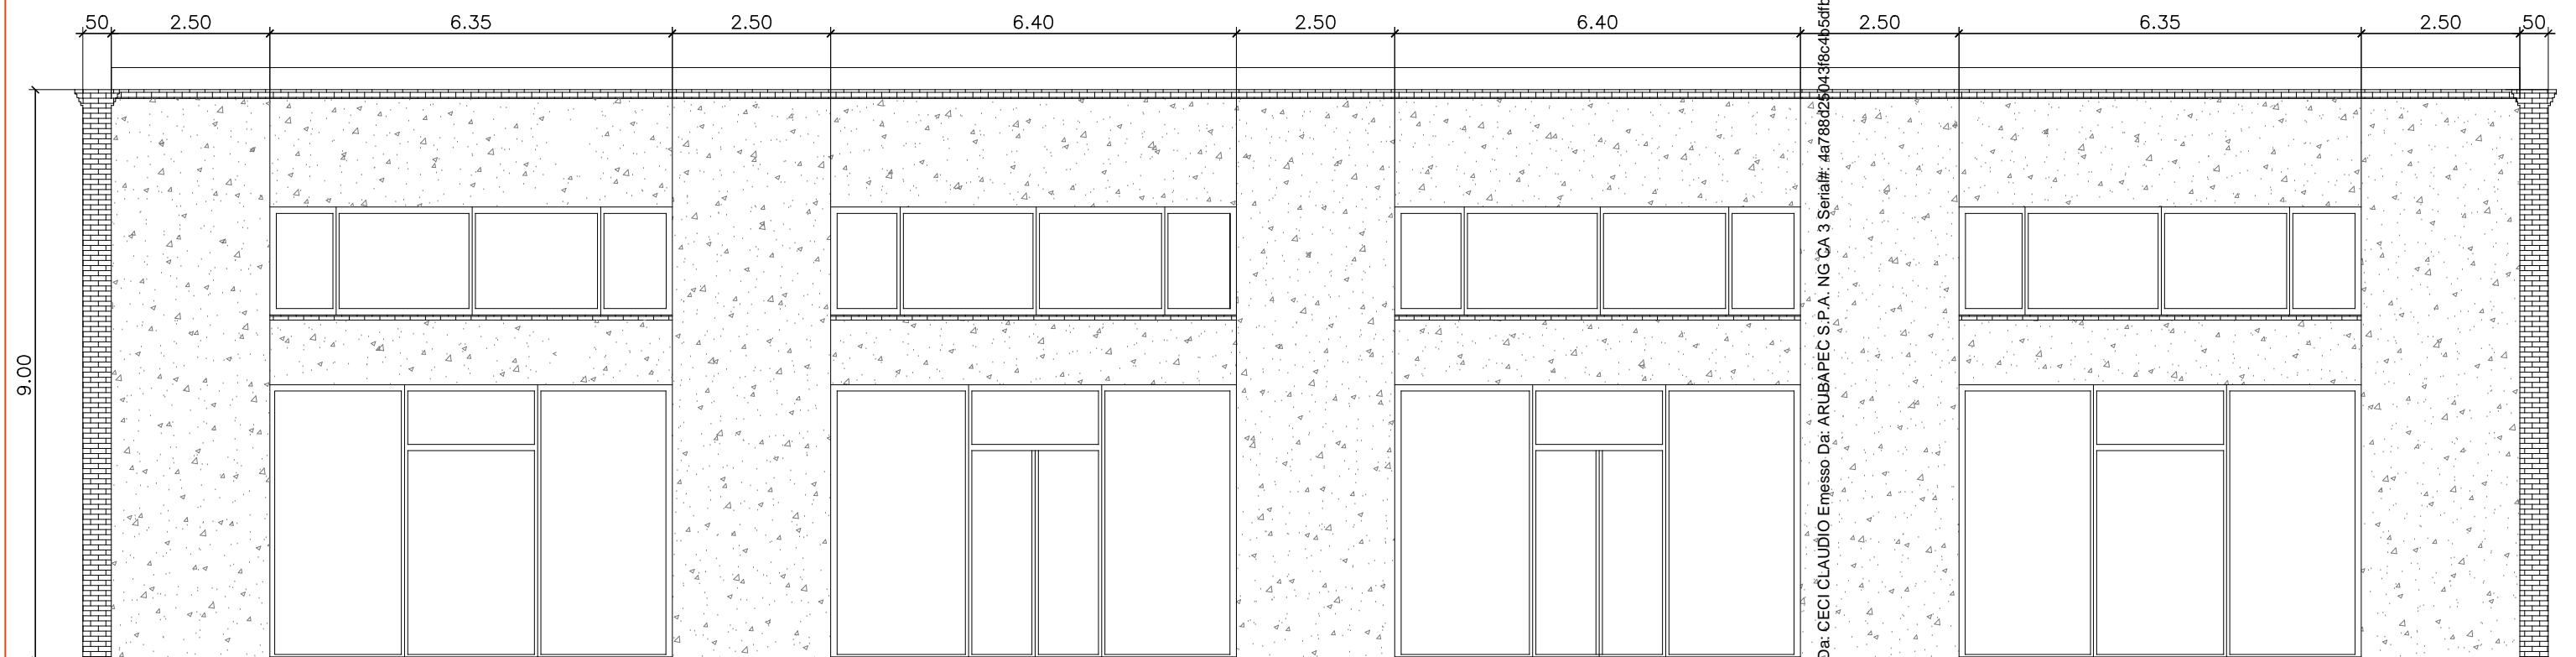 50 2.50 6.35 2.50 6.40 2.50 6.40 2.50 6.35 2.50 50
9.00
Da: CECI CLAUDIO Emesso Da: ARUBAPEC S.P.A. NG CA 3 Serial#: 4a788d25043f8c4b5dfb